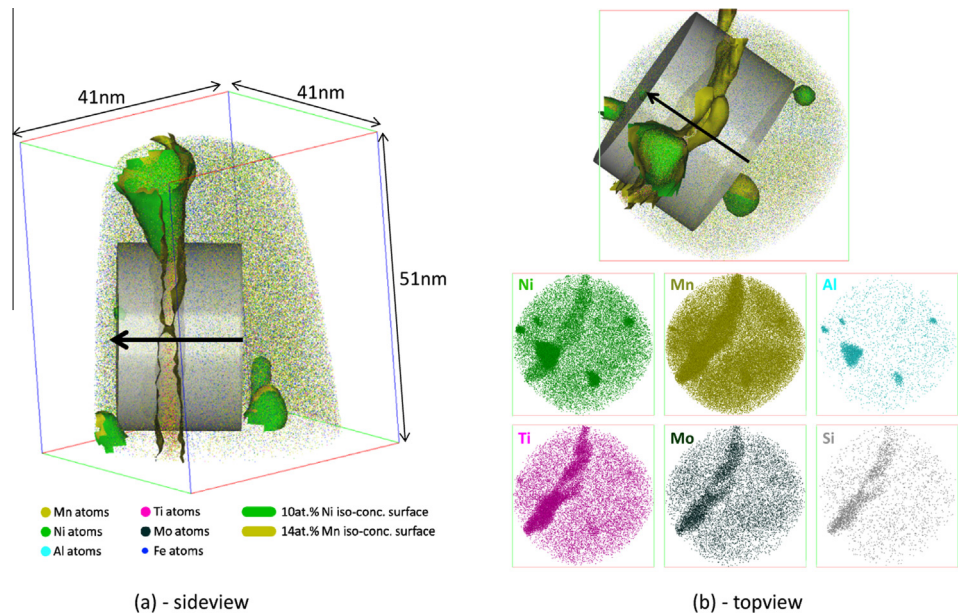 41nm
41nm
51nm
Mn atoms
Ti atoms
10at.% Ni iso-conc. surface
Ni atoms
Mo atoms
14at.% Mn iso-conc. surface
Al atoms
Fe atoms
(a) - sideview
Ni
Mn
Al
Ti
Mo
Si
(b) - topview